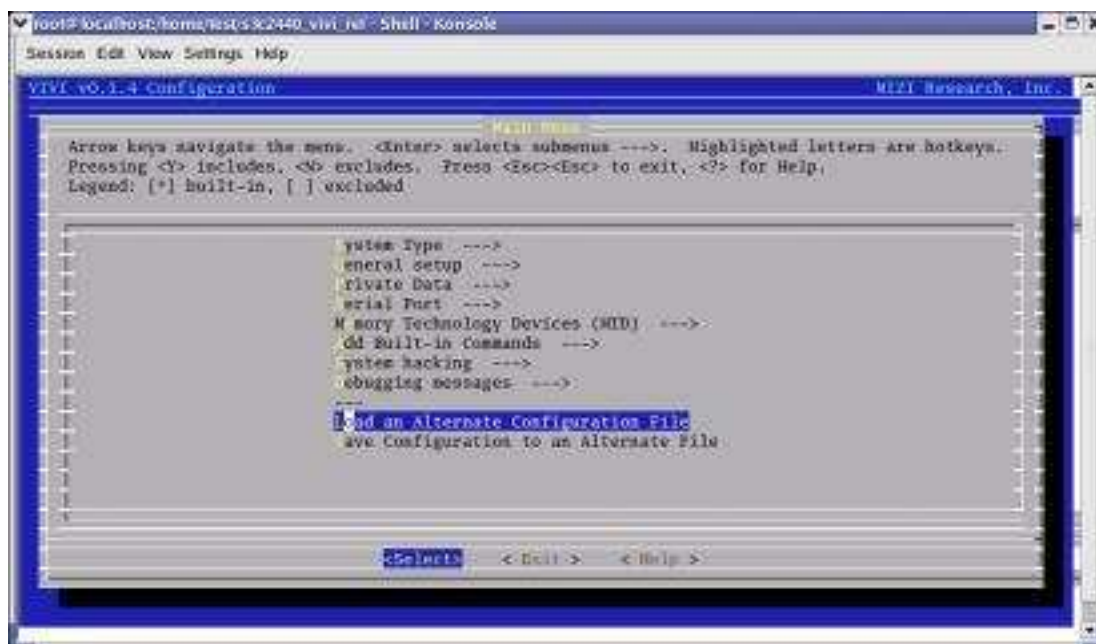 root@localhost:/home/test/s3c2440_vivi_rel - Shell - Konsole
Session Edit View Settings Help
VIVI v0.1.4 Configuration MIZI Research, Inc.
Main Menu
Arrow keys navigate the menu. <Enter> selects submenus --->. Highlighted letters are hotkeys.
Pressing <Y> includes, <N> excludes. Press <Esc><Esc> to exit, <?> for Help.
Legend: [*] built-in, [ ] excluded
ystem Type --->
eneral setup --->
rivate Data --->
erial Port --->
M mory Technology Devices (MTD) --->
dd Built-in Commands --->
ystem hacking --->
ebugging messages --->
---
Load an Alternate Configuration File
ave Configuration to an Alternate File
<Select> < Exit > < Help >